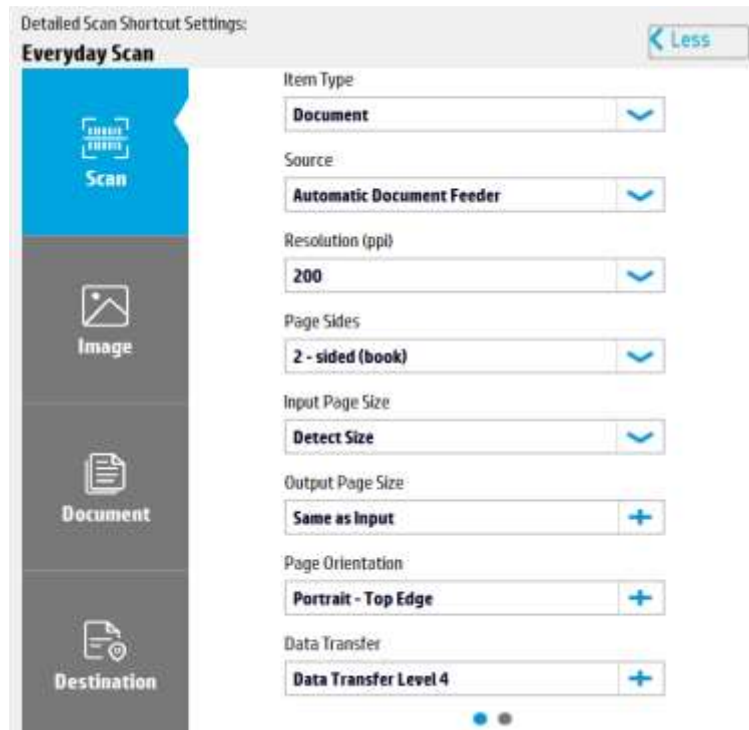 Detailed Scan Shortcut Settings:
Everyday Scan
Less
Scan
Image
Document
Destination
Item Type
Document
Source
Automatic Document Feeder
Resolution (ppi)
200
Page Sides
2 - sided (book)
Input Page Size
Detect Size
Output Page Size
Same as Input
Page Orientation
Portrait - Top Edge
Data Transfer
Data Transfer Level 4